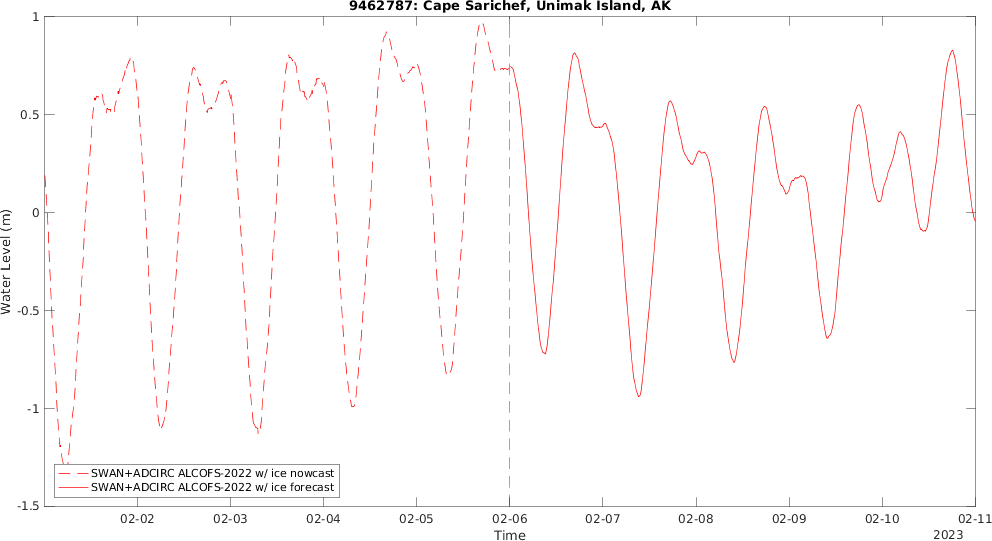 9462787: Cape Sarichef, Unimak Island, AK
1
0.5
0
-0.5
-1
-1.5
Water Level (m)
SWAN+ADCIRC ALCOFS-2022 w/ ice nowcast
SWAN+ADCIRC ALCOFS-2022 w/ ice forecast
02-02 02-03 02-04 02-05 02-06 02-07 02-08 02-09 02-10 02-11
Time
2023